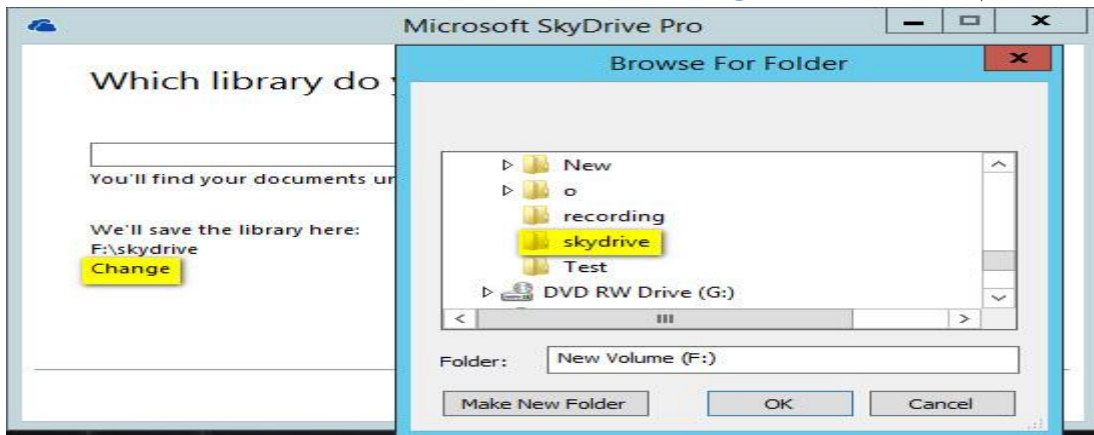 Microsoft SkyDrive Pro
Which library do
You'll find your documents
We'll save the library here:
F:\skydrive
Change
Browse For Folder
New
o
recording
skydrive
Test
DVD RW Drive (G:)
Folder: New Volume (F:)
Make New Folder OK Cancel